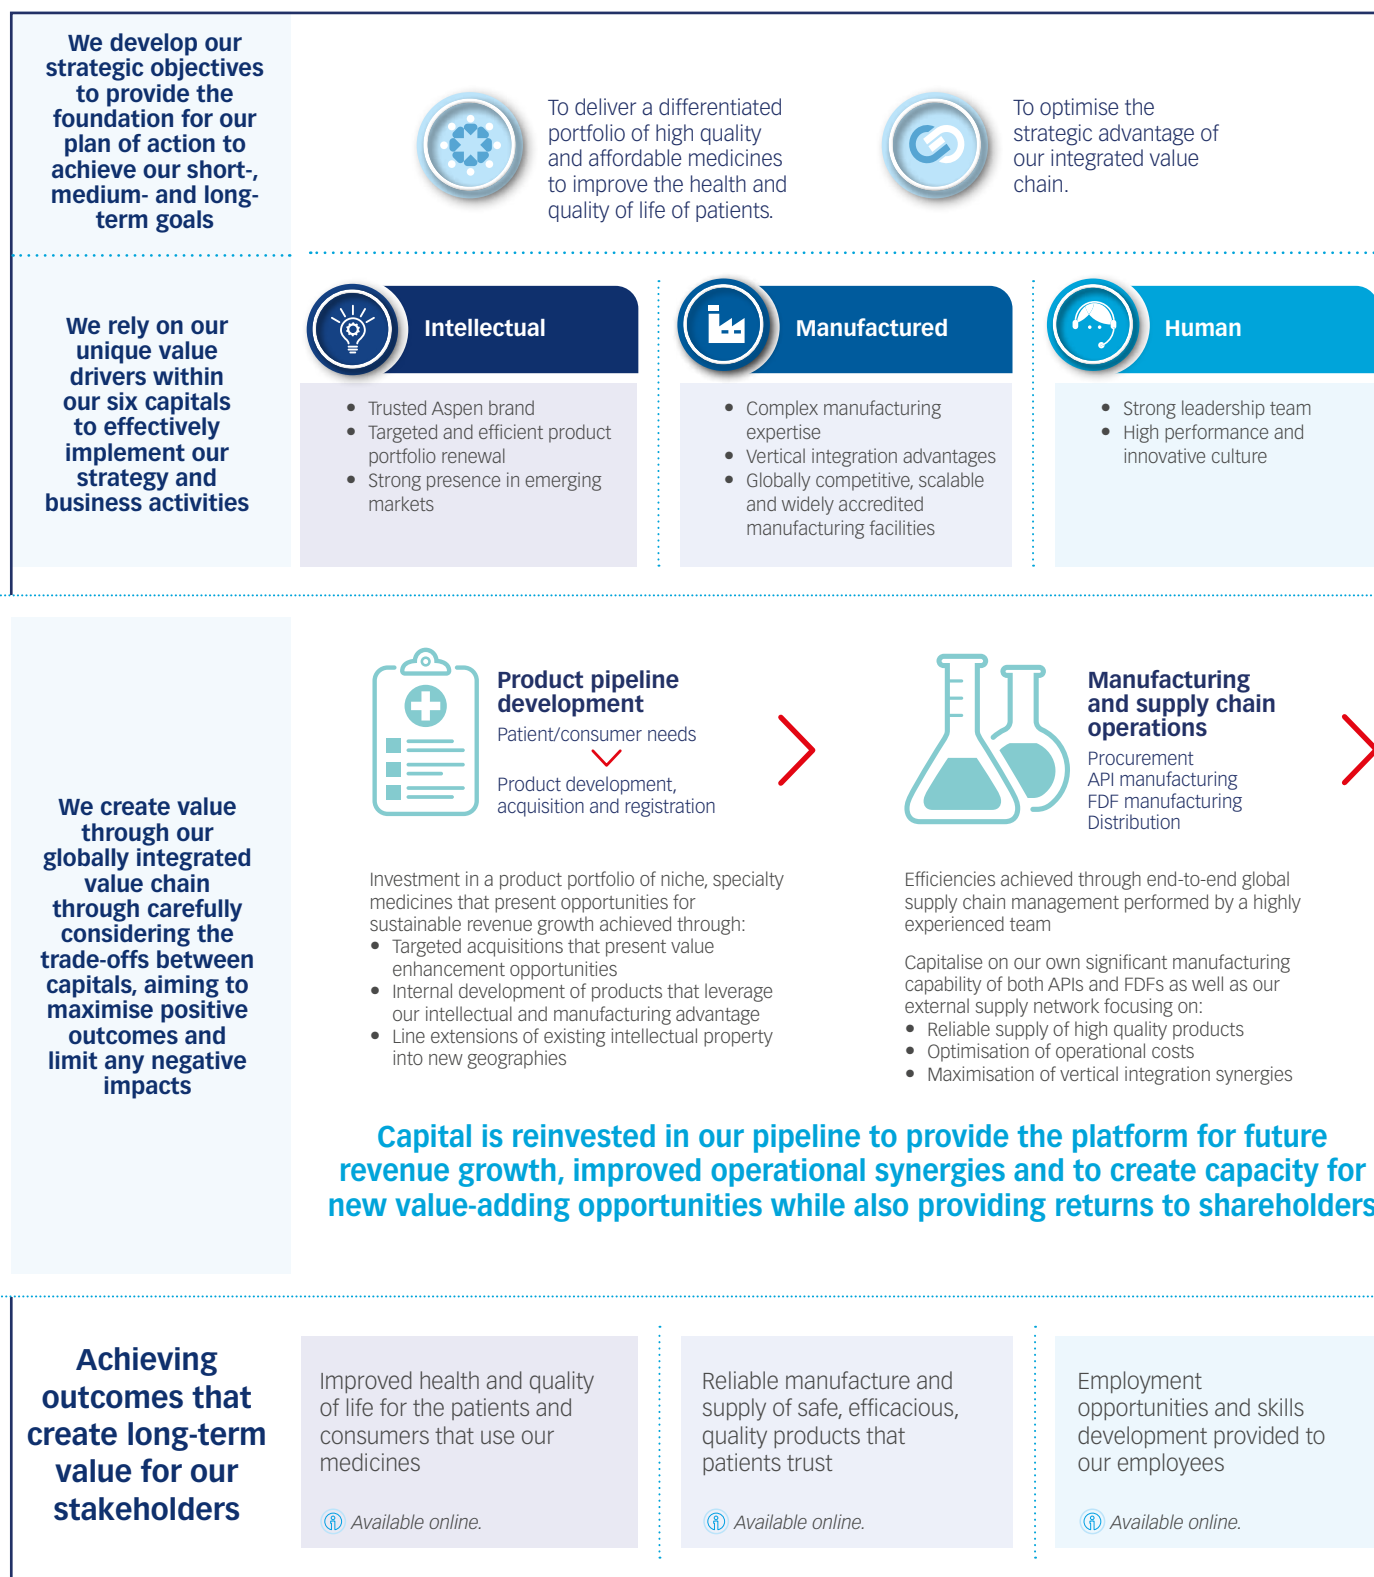 We develop our
strategic objectives
to provide the
foundation for our
plan of action to
achieve our short-,
medium- and long-
term goals
To deliver a differentiated
portfolio of high quality
and affordable medicines
to improve the health and
quality of life of patients.
To optimise the
strategic advantage of
our integrated value
chain.
We rely on our
unique value
drivers within
our six capitals
to effectively
implement our
strategy and
business activities
Intellectual
• Trusted Aspen brand
• Targeted and efficient product
portfolio renewal
• Strong presence in emerging
markets
Manufactured
• Complex manufacturing
expertise
• Vertical integration advantages
• Globally competitive, scalable
and widely accredited
manufacturing facilities
Human
• Strong leadership team
• High performance and
innovative culture
We create value
through our
globally integrated
value chain
through carefully
considering the
trade-offs between
capitals, aiming to
maximise positive
outcomes and
limit any negative
impacts
Product pipeline
development
Patient/consumer needs
Product development,
acquisition and registration
Investment in a product portfolio of niche, specialty
medicines that present opportunities for
sustainable revenue growth achieved through:
• Targeted acquisitions that present value
enhancement opportunities
• Internal development of products that leverage
our intellectual and manufacturing advantage
• Line extensions of existing intellectual property
into new geographies
Manufacturing
and supply chain
operations
Procurement
API manufacturing
FDF manufacturing
Distribution
Efficiencies achieved through end-to-end global
supply chain management performed by a highly
experienced team
Capitalise on our own significant manufacturing
capability of both APIs and FDFs as well as our
external supply network focusing on:
• Reliable supply of high quality products
• Optimisation of operational costs
• Maximisation of vertical integration synergies
Capital is reinvested in our pipeline to provide the platform for future
revenue growth, improved operational synergies and to create capacity for
new value-adding opportunities while also providing returns to shareholders
Achieving
outcomes that
create long-term
value for our
stakeholders
Improved health and quality
of life for the patients and
consumers that use our
medicines
Available online.
Reliable manufacture and
supply of safe, efficacious,
quality products that
patients trust
Available online.
Employment
opportunities and skills
development provided to
our employees
Available online.